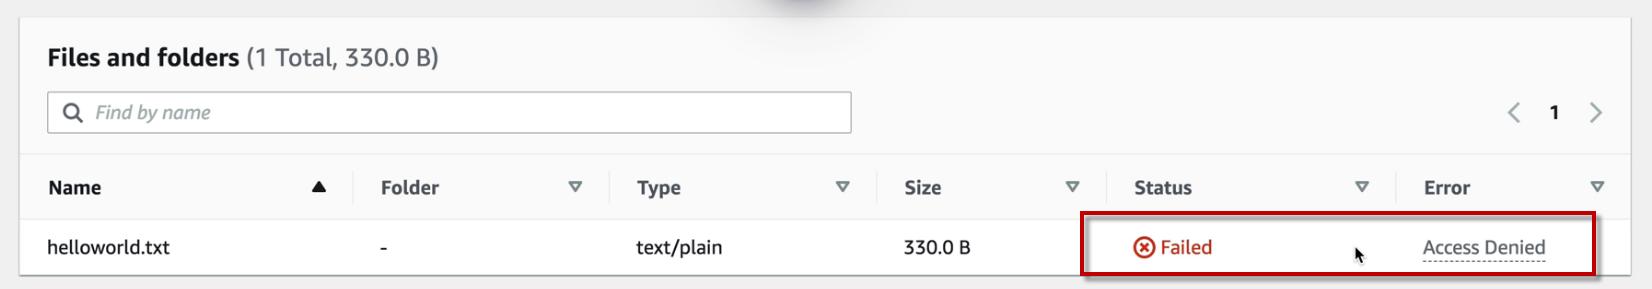 Files and folders (1 Total, 330.0 B)
Find by name
1
Name Folder Type Size Status Error
helloworld.txt - text/plain 330.0 B Failed Access Denied